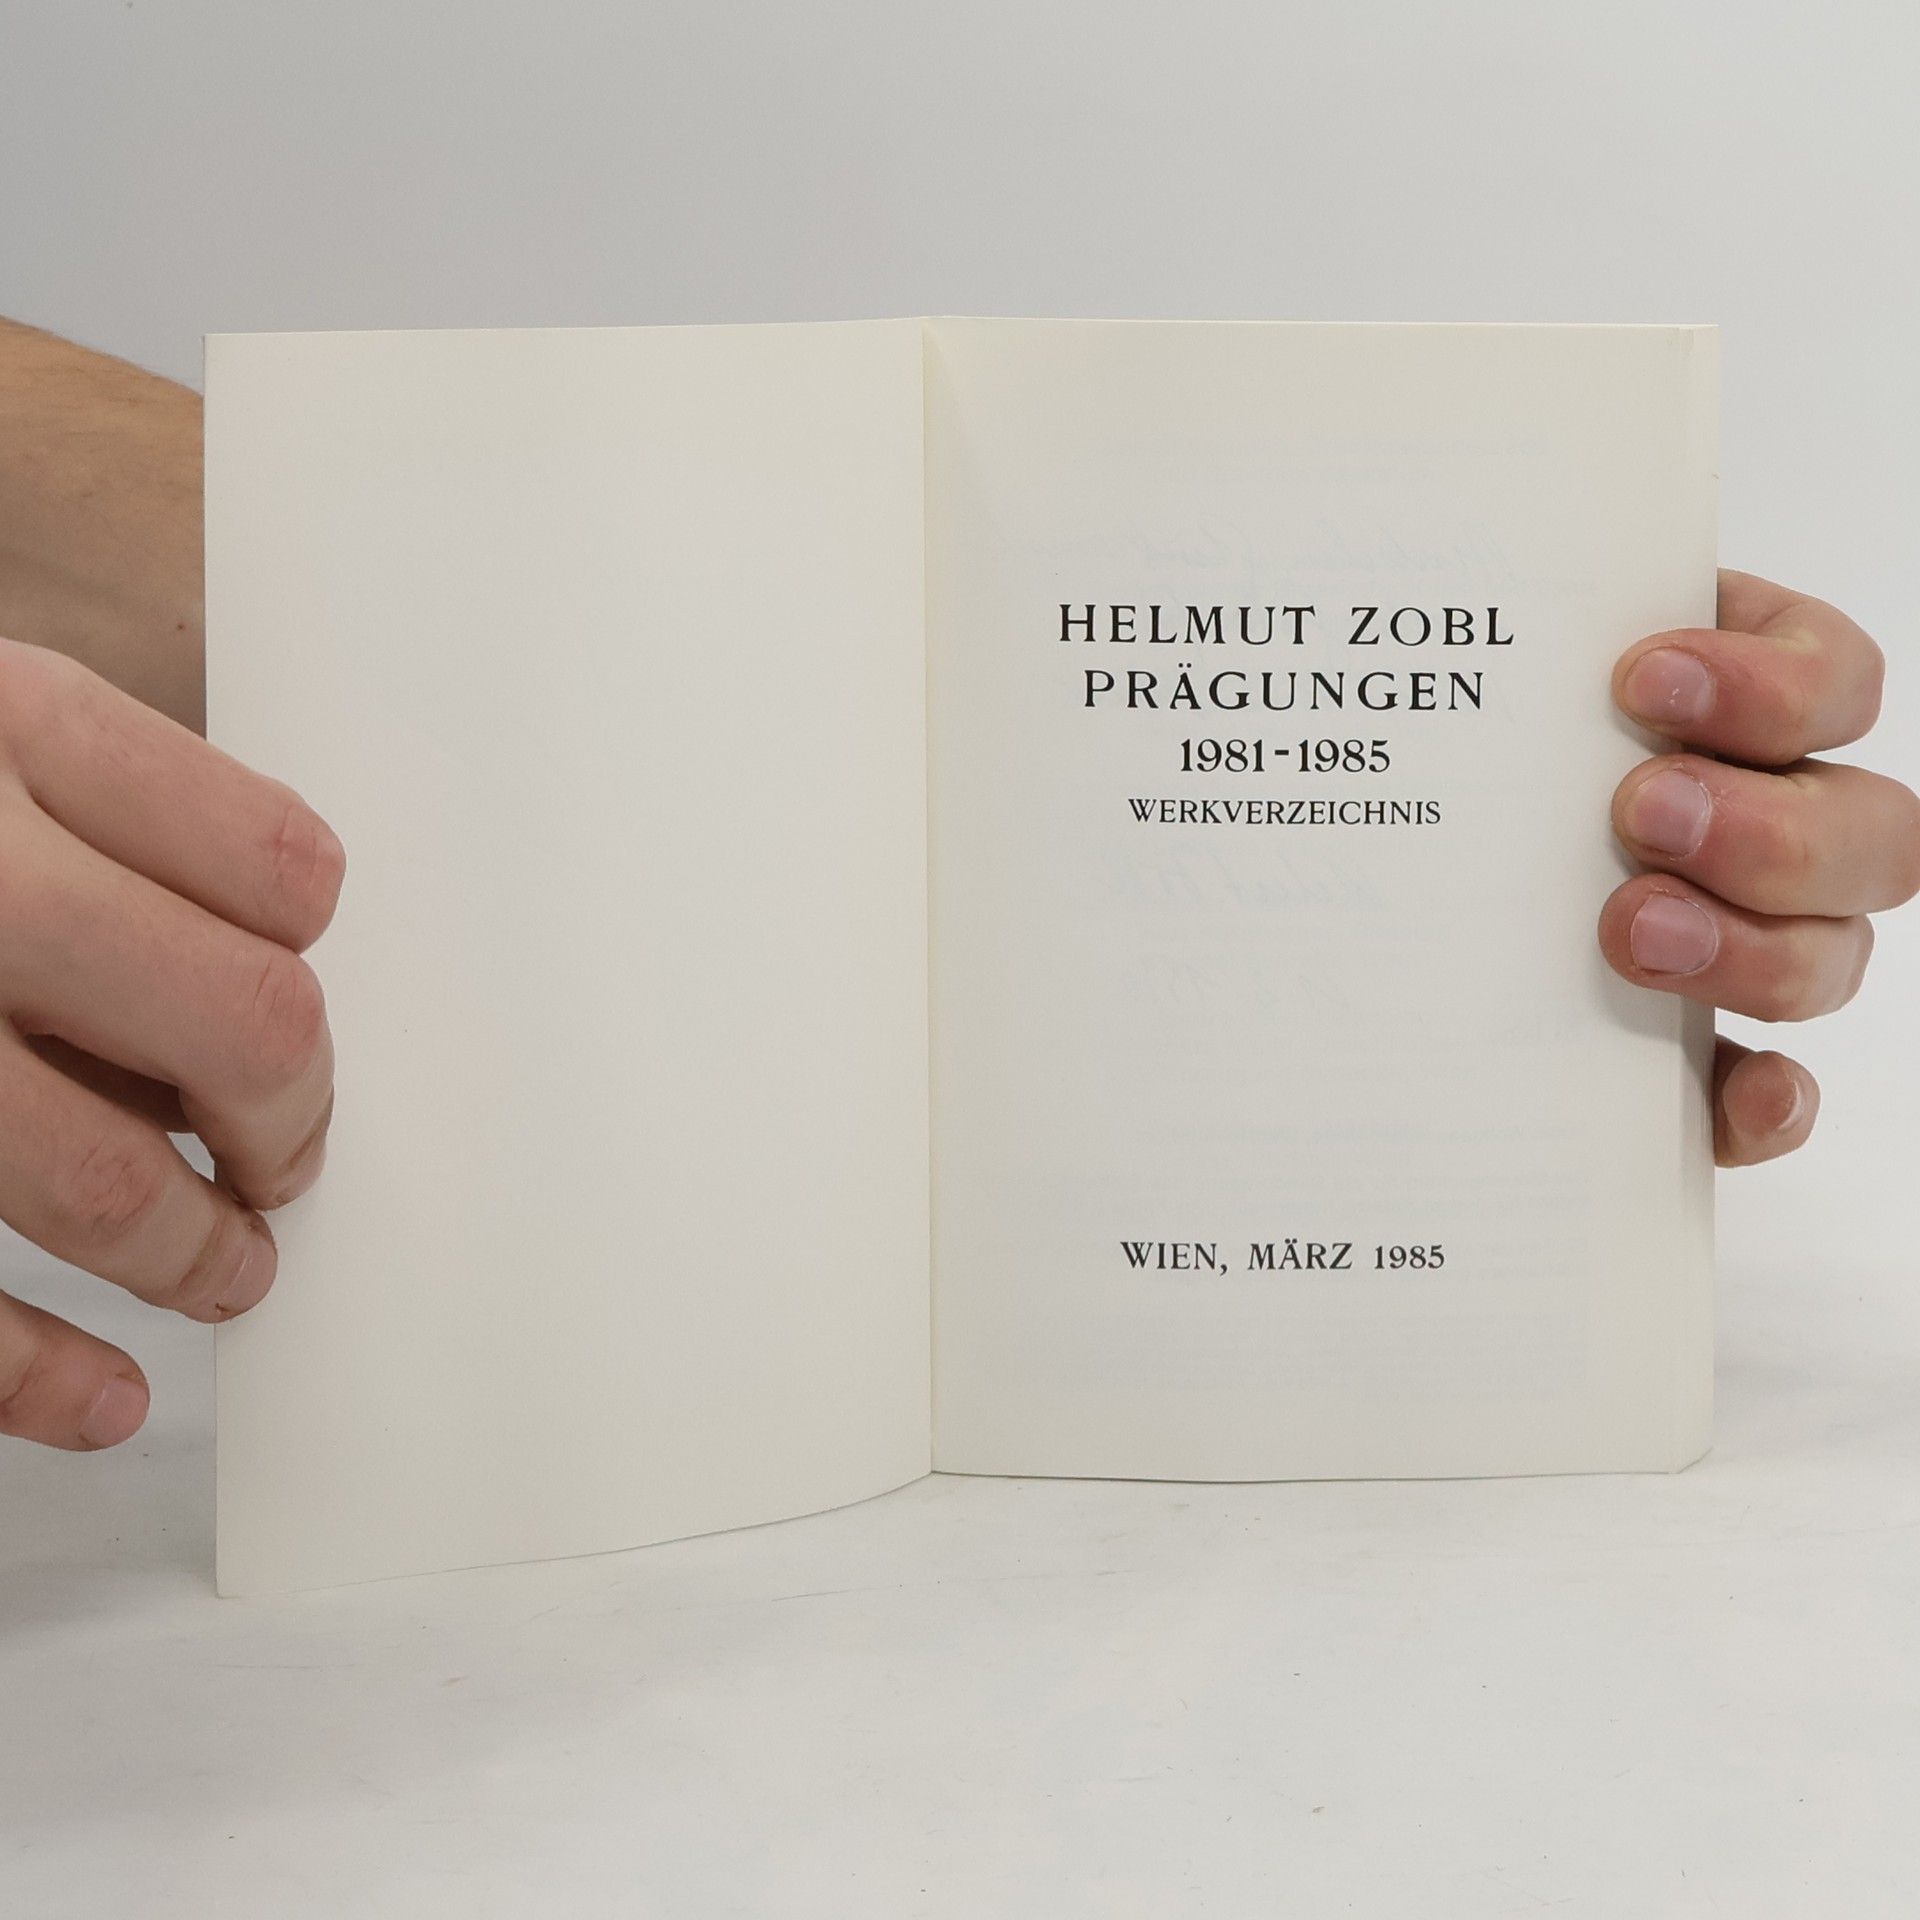 HELMUT ZOBL
PRÄGUNGEN
1981-1985
WERKVERZEICHNIS
WIEN, MÄRZ 1985